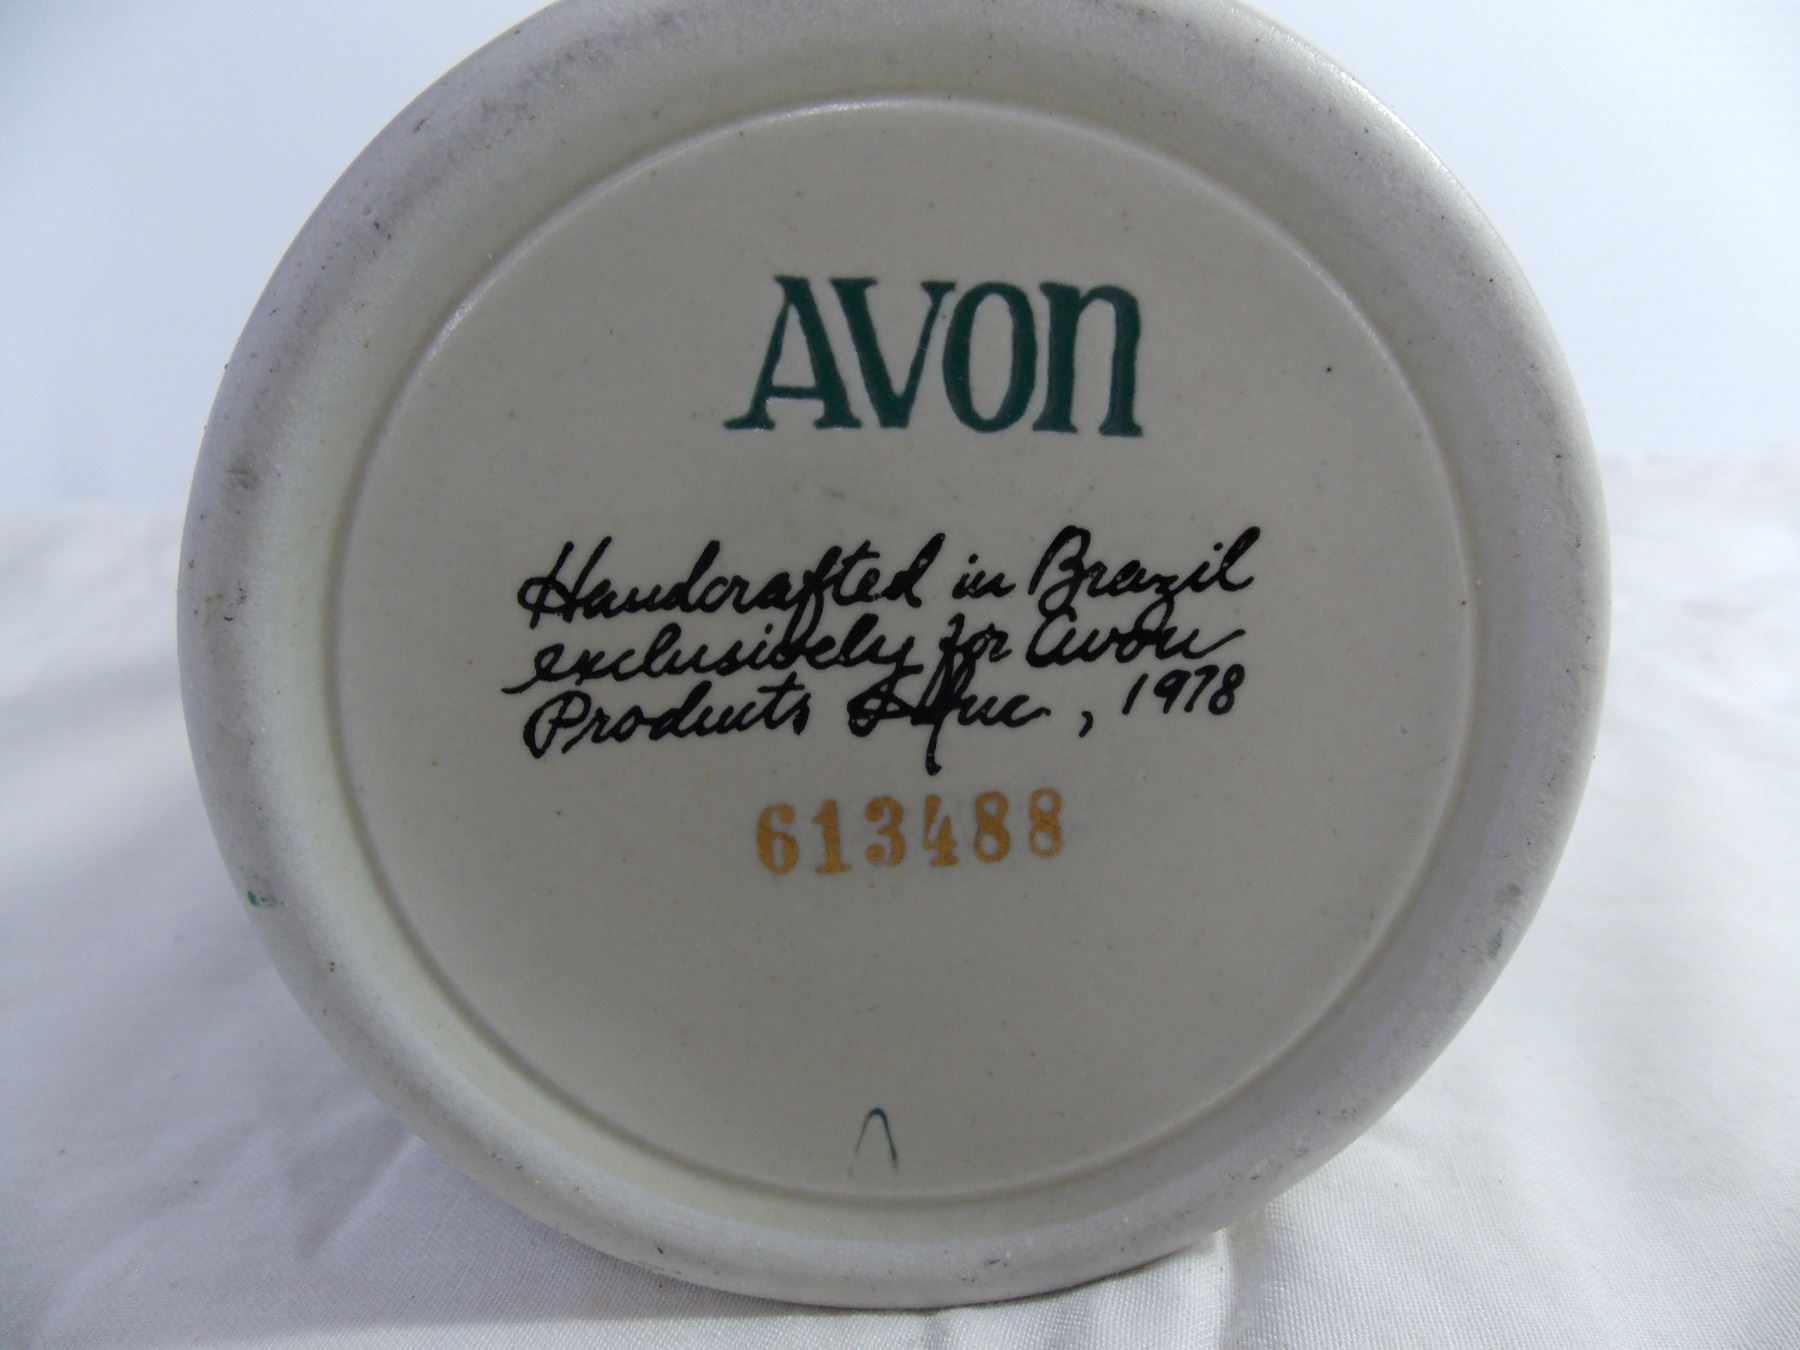 AVON
Handcrafted in Brazil
exclusively for Avon
Products Inc , 1978
613488